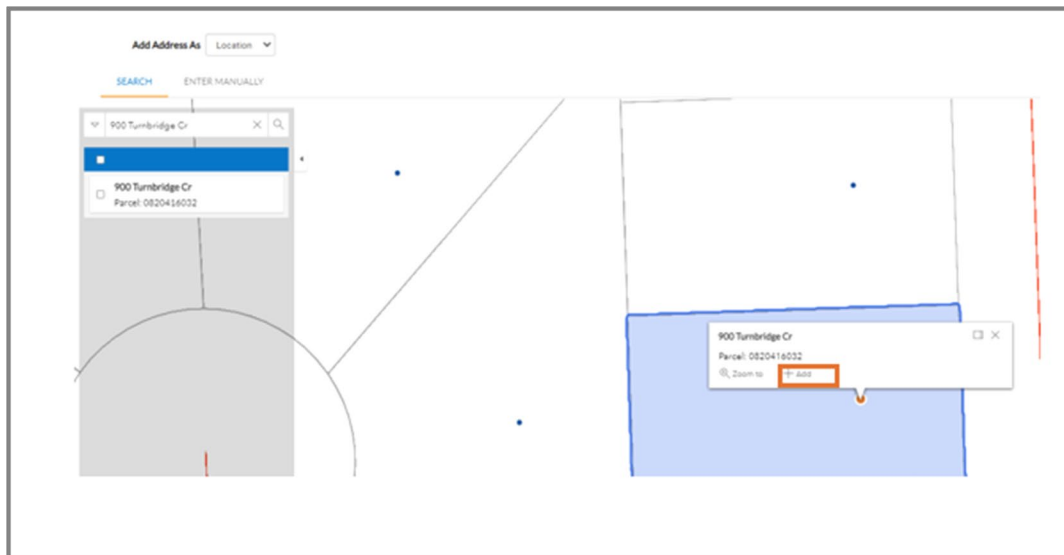 Add Address As Location
SEARCH ENTER MANUALLY
900 Turnbridge Cr
900 Turnbridge Cr
Parcel: 0820416032
900 Turnbridge Cr
Parcel: 0820416032
Zoom to + Add